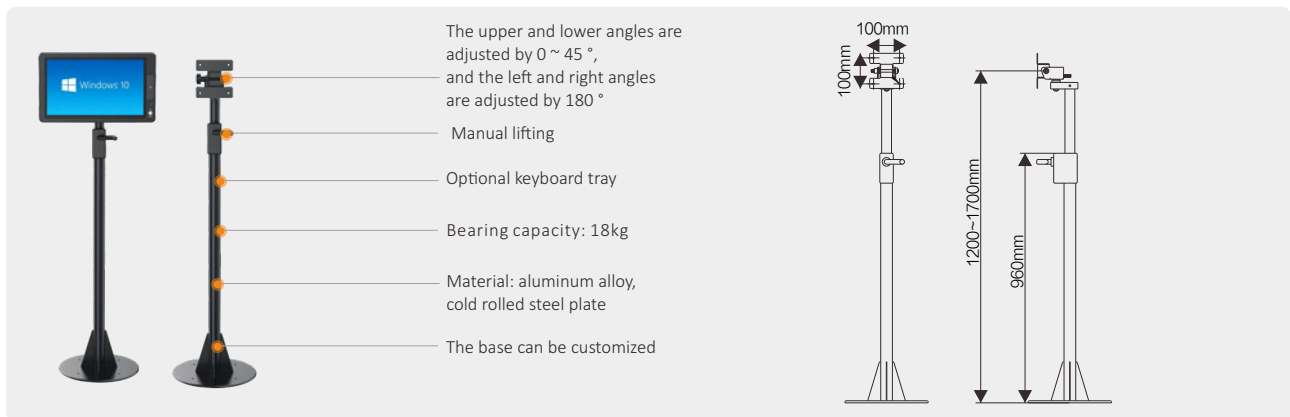 Windows 10
The upper and lower angles are
adjusted by 0 ~ 45 °,
and the left and right angles
are adjusted by 180 °
Manual lifting
Optional keyboard tray
Bearing capacity: 18kg
Material: aluminum alloy,
cold rolled steel plate
The base can be customized
100mm
100mm
1200~1700mm
960mm